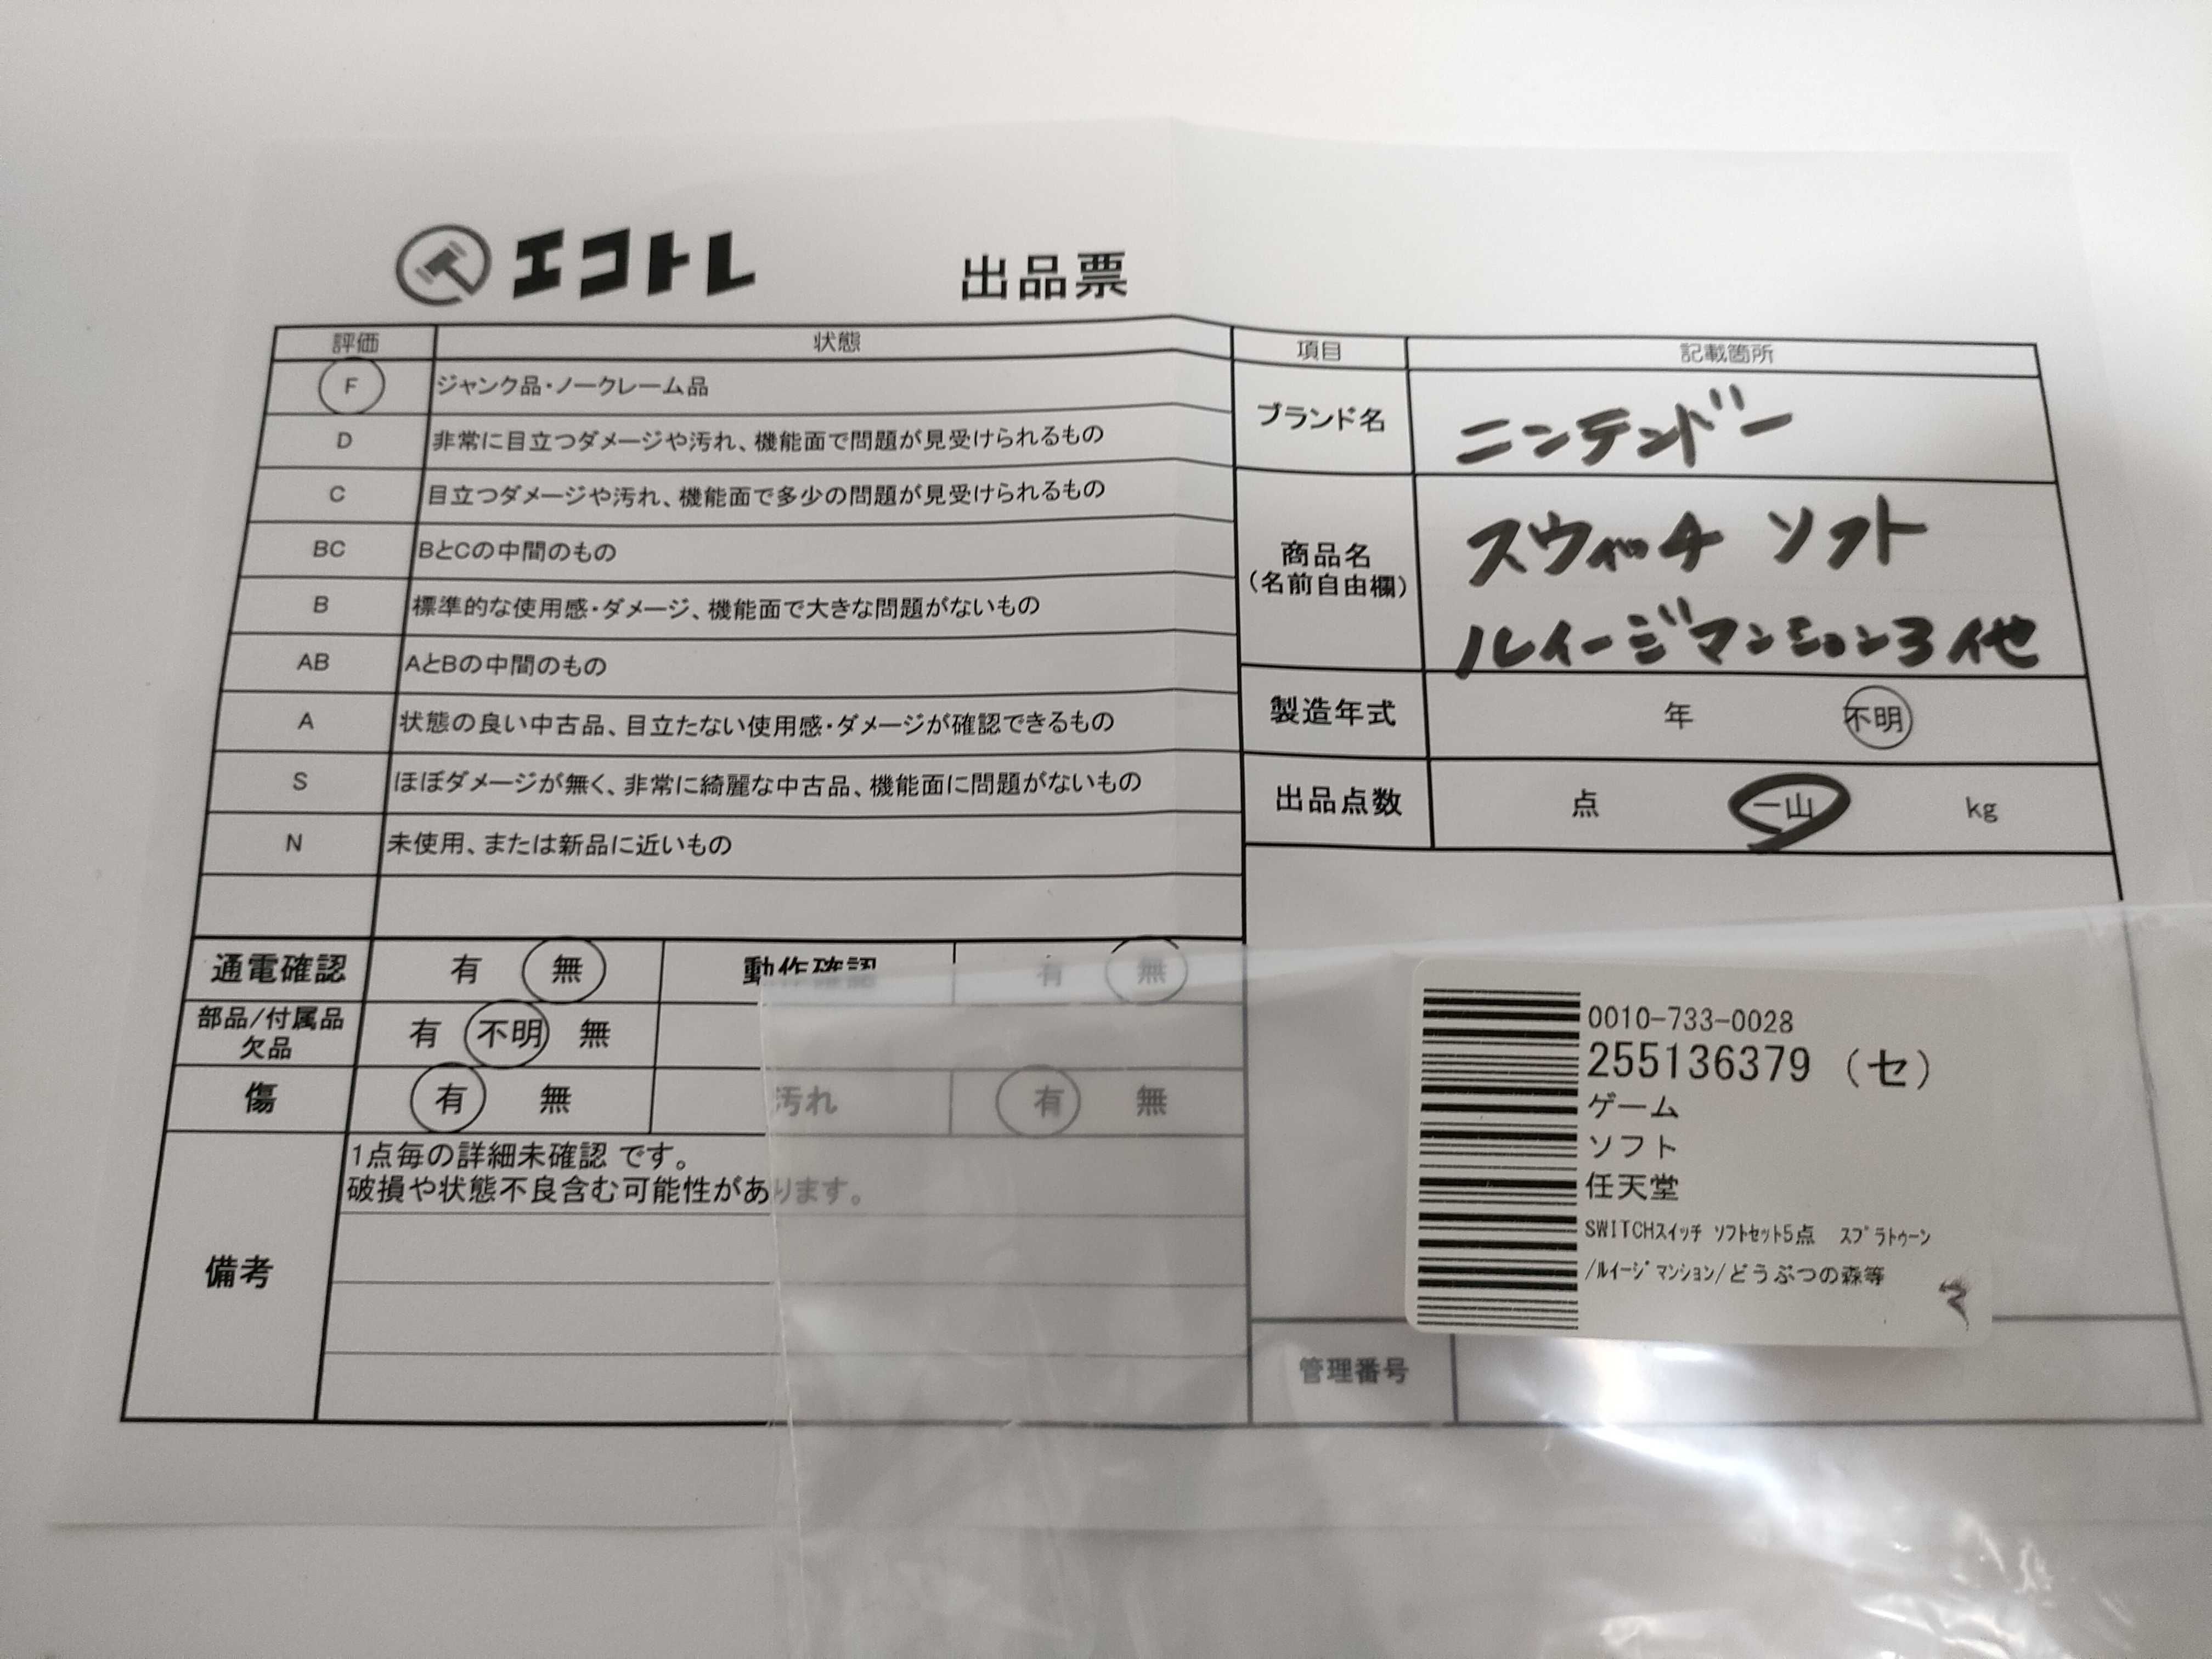 エコトレ 出品票
評価 状態
F ジャンク品・ノークレーム品
D 非常に目立つダメージや汚れ、機能面で問題が見受けられるもの
C 目立つダメージや汚れ、機能面で多少の問題が見受けられるもの
BC BとCの中間のもの
B 標準的な使用感・ダメージ、機能面で大きな問題がないもの
AB AとBの中間のもの
A 状態の良い中古品、目立たない使用感・ダメージが確認できるもの
S ほぼダメージが無く、非常に綺麗な中古品、機能面に問題がないもの
N 未使用、または新品に近いもの
通電確認 有 無 動作確認 有 無
部品/付属品
欠品 有 不明 無
傷 有 無 汚れ 有 無
備考
1点毎の詳細未確認 です。
破損や状態不良含む可能性があります。
項目 記載箇所
ブランド名 ニンテンドー
商品名
(名前自由欄)
スウィッチ ソフト
ルイージマンション3 他
製造年式 年 不明
出品点数 点 一山 kg
0010-733-0028
255136379 (セ)
ゲーム
ソフト
任天堂
SWITCHスイッチ ソフトセット5点 スプラトゥーン
/ルイージマンション/どうぶつの森等
管理番号